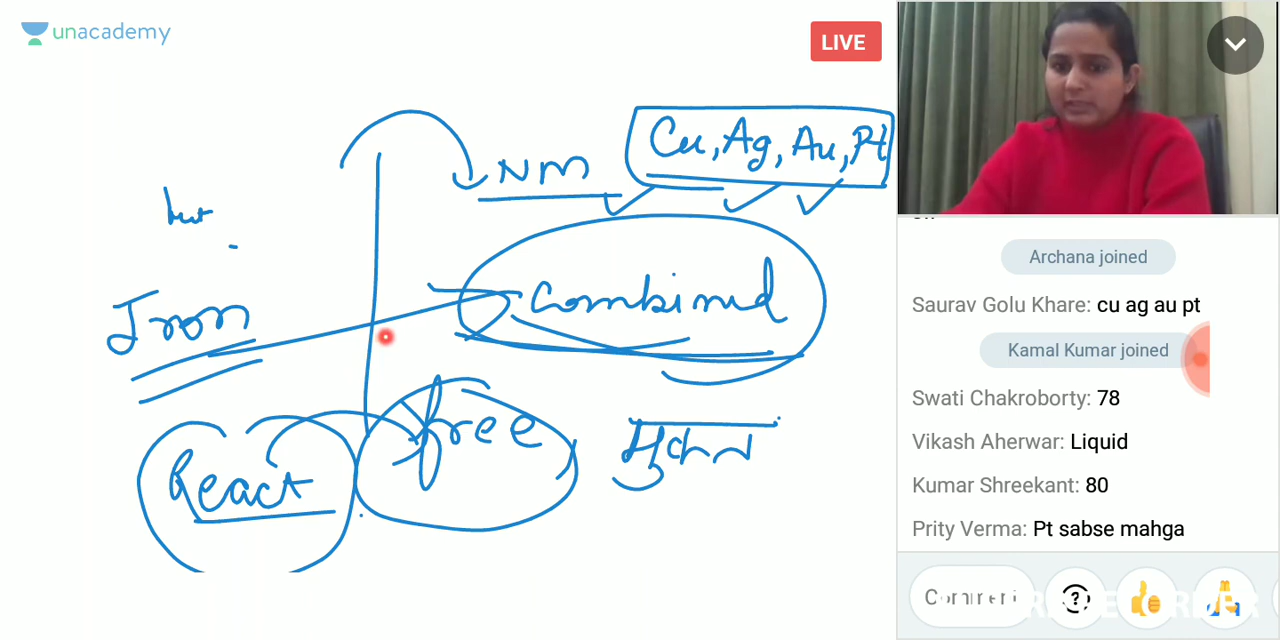 unacademy
LIVE
NM
Cu, Ag, Au, Pt
but
Iron
Combined
React
free
मुक्त
Archana joined
Saurav Golu Khare: cu ag au pt
Kamal Kumar joined
Swati Chakroborty: 78
Vikash Aherwar: Liquid
Kumar Shreekant: 80
Prity Verma: Pt sabse mahga